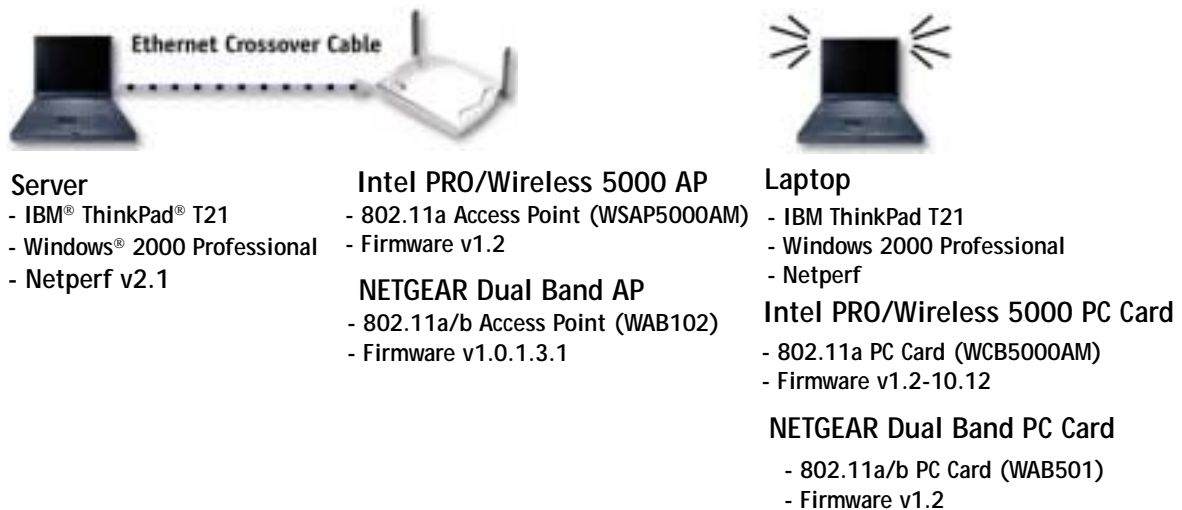 Ethernet Crossover Cable
Server
- IBM® ThinkPad® T21
- Windows® 2000 Professional
- Netperf v2.1
Intel PRO/Wireless 5000 AP
- 802.11a Access Point (WSAP5000AM)
- Firmware v1.2
NETGEAR Dual Band AP
- 802.11a/b Access Point (WAB102)
- Firmware v1.0.1.3.1
Laptop
- IBM ThinkPad T21
- Windows 2000 Professional
- Netperf
Intel PRO/Wireless 5000 PC Card
- 802.11a PC Card (WCB5000AM)
- Firmware v1.2-10.12
NETGEAR Dual Band PC Card
- 802.11a/b PC Card (WAB501)
- Firmware v1.2